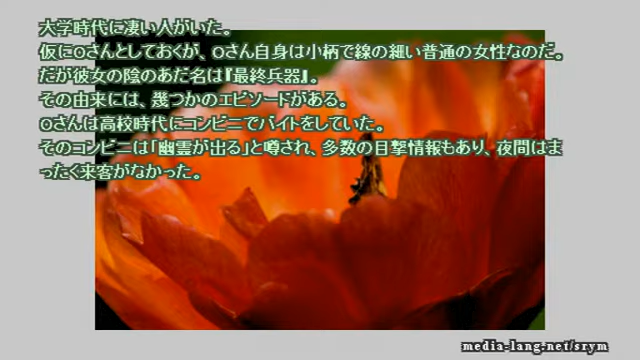 大学時代に凄い人がいた。
仮にOさんとしておくが、Oさん自身は小柄で線の細い普通の女性なのだ。
だが彼女の陰のあだ名は『最終兵器』。
その由来には、幾つかのエピソードがある。
Oさんは高校時代にコンビニでバイトをしていた。
そのコンビニは「幽霊が出る」と噂され、多数の目撃情報もあり、夜間はま
ったく来客がなかった。
media-lang-net/srym